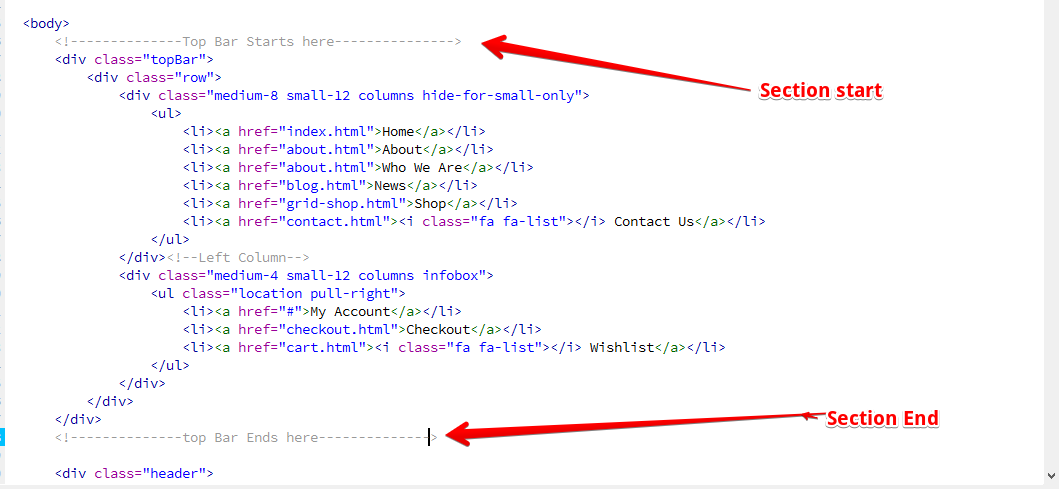 <body>
<!--------------Top Bar Starts here--------------->
<div class="topBar">
<div class="row">
<div class="medium-8 small-12 columns hide-for-small-only">
Section start
<ul>
<li><a href="index.html">Home</a></li>
<li><a href="about.html">About</a></li>
<li><a href="about.html">Who We Are</a></li>
<li><a href="blog.html">News</a></li>
<li><a href="grid-shop.html">Shop</a></li>
<li><a href="contact.html"><i class="fa fa-list"></i> Contact Us</a></li>
</ul>
</div><!--Left Column-->
<div class="medium-4 small-12 columns infobox">
<ul class="location pull-right">
<li><a href="#">My Account</a></li>
<li><a href="checkout.html">Checkout</a></li>
<li><a href="cart.html"><i class="fa fa-list"></i> Wishlist</a></li>
</ul>
</div>
</div>
</div>
Section End
<!--------------top Bar Ends here-------------->
<div class="header">